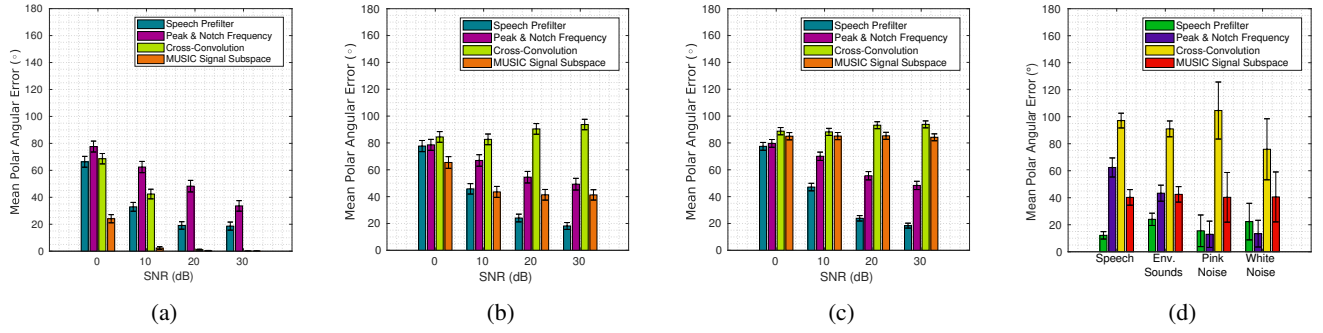 Mean Polar Angular Error (○)
180
160
140
120
100
80
60
40
20
0
Speech Prefilter
Peak & Notch Frequency
Cross-Convolution
MUSIC Signal Subspace
0 10 20 30
SNR (dB)
(a)
Mean Polar Angular Error (○)
180
160
140
120
100
80
60
40
20
0
Speech Prefilter
Peak & Notch Frequency
Cross-Convolution
MUSIC Signal Subspace
0 10 20 30
SNR (dB)
(b)
Mean Polar Angular Error (○)
180
160
140
120
100
80
60
40
20
0
Speech Prefilter
Peak & Notch Frequency
Cross-Convolution
MUSIC Signal Subspace
0 10 20 30
SNR (dB)
(c)
Mean Polar Angular Error (°)
180
160
140
120
100
80
60
40
20
0
Speech Prefilter
Peak & Notch Frequency
Cross-Convolution
MUSIC Signal Subspace
Speech Env. Pink White
Sounds Noise Noise
(d)